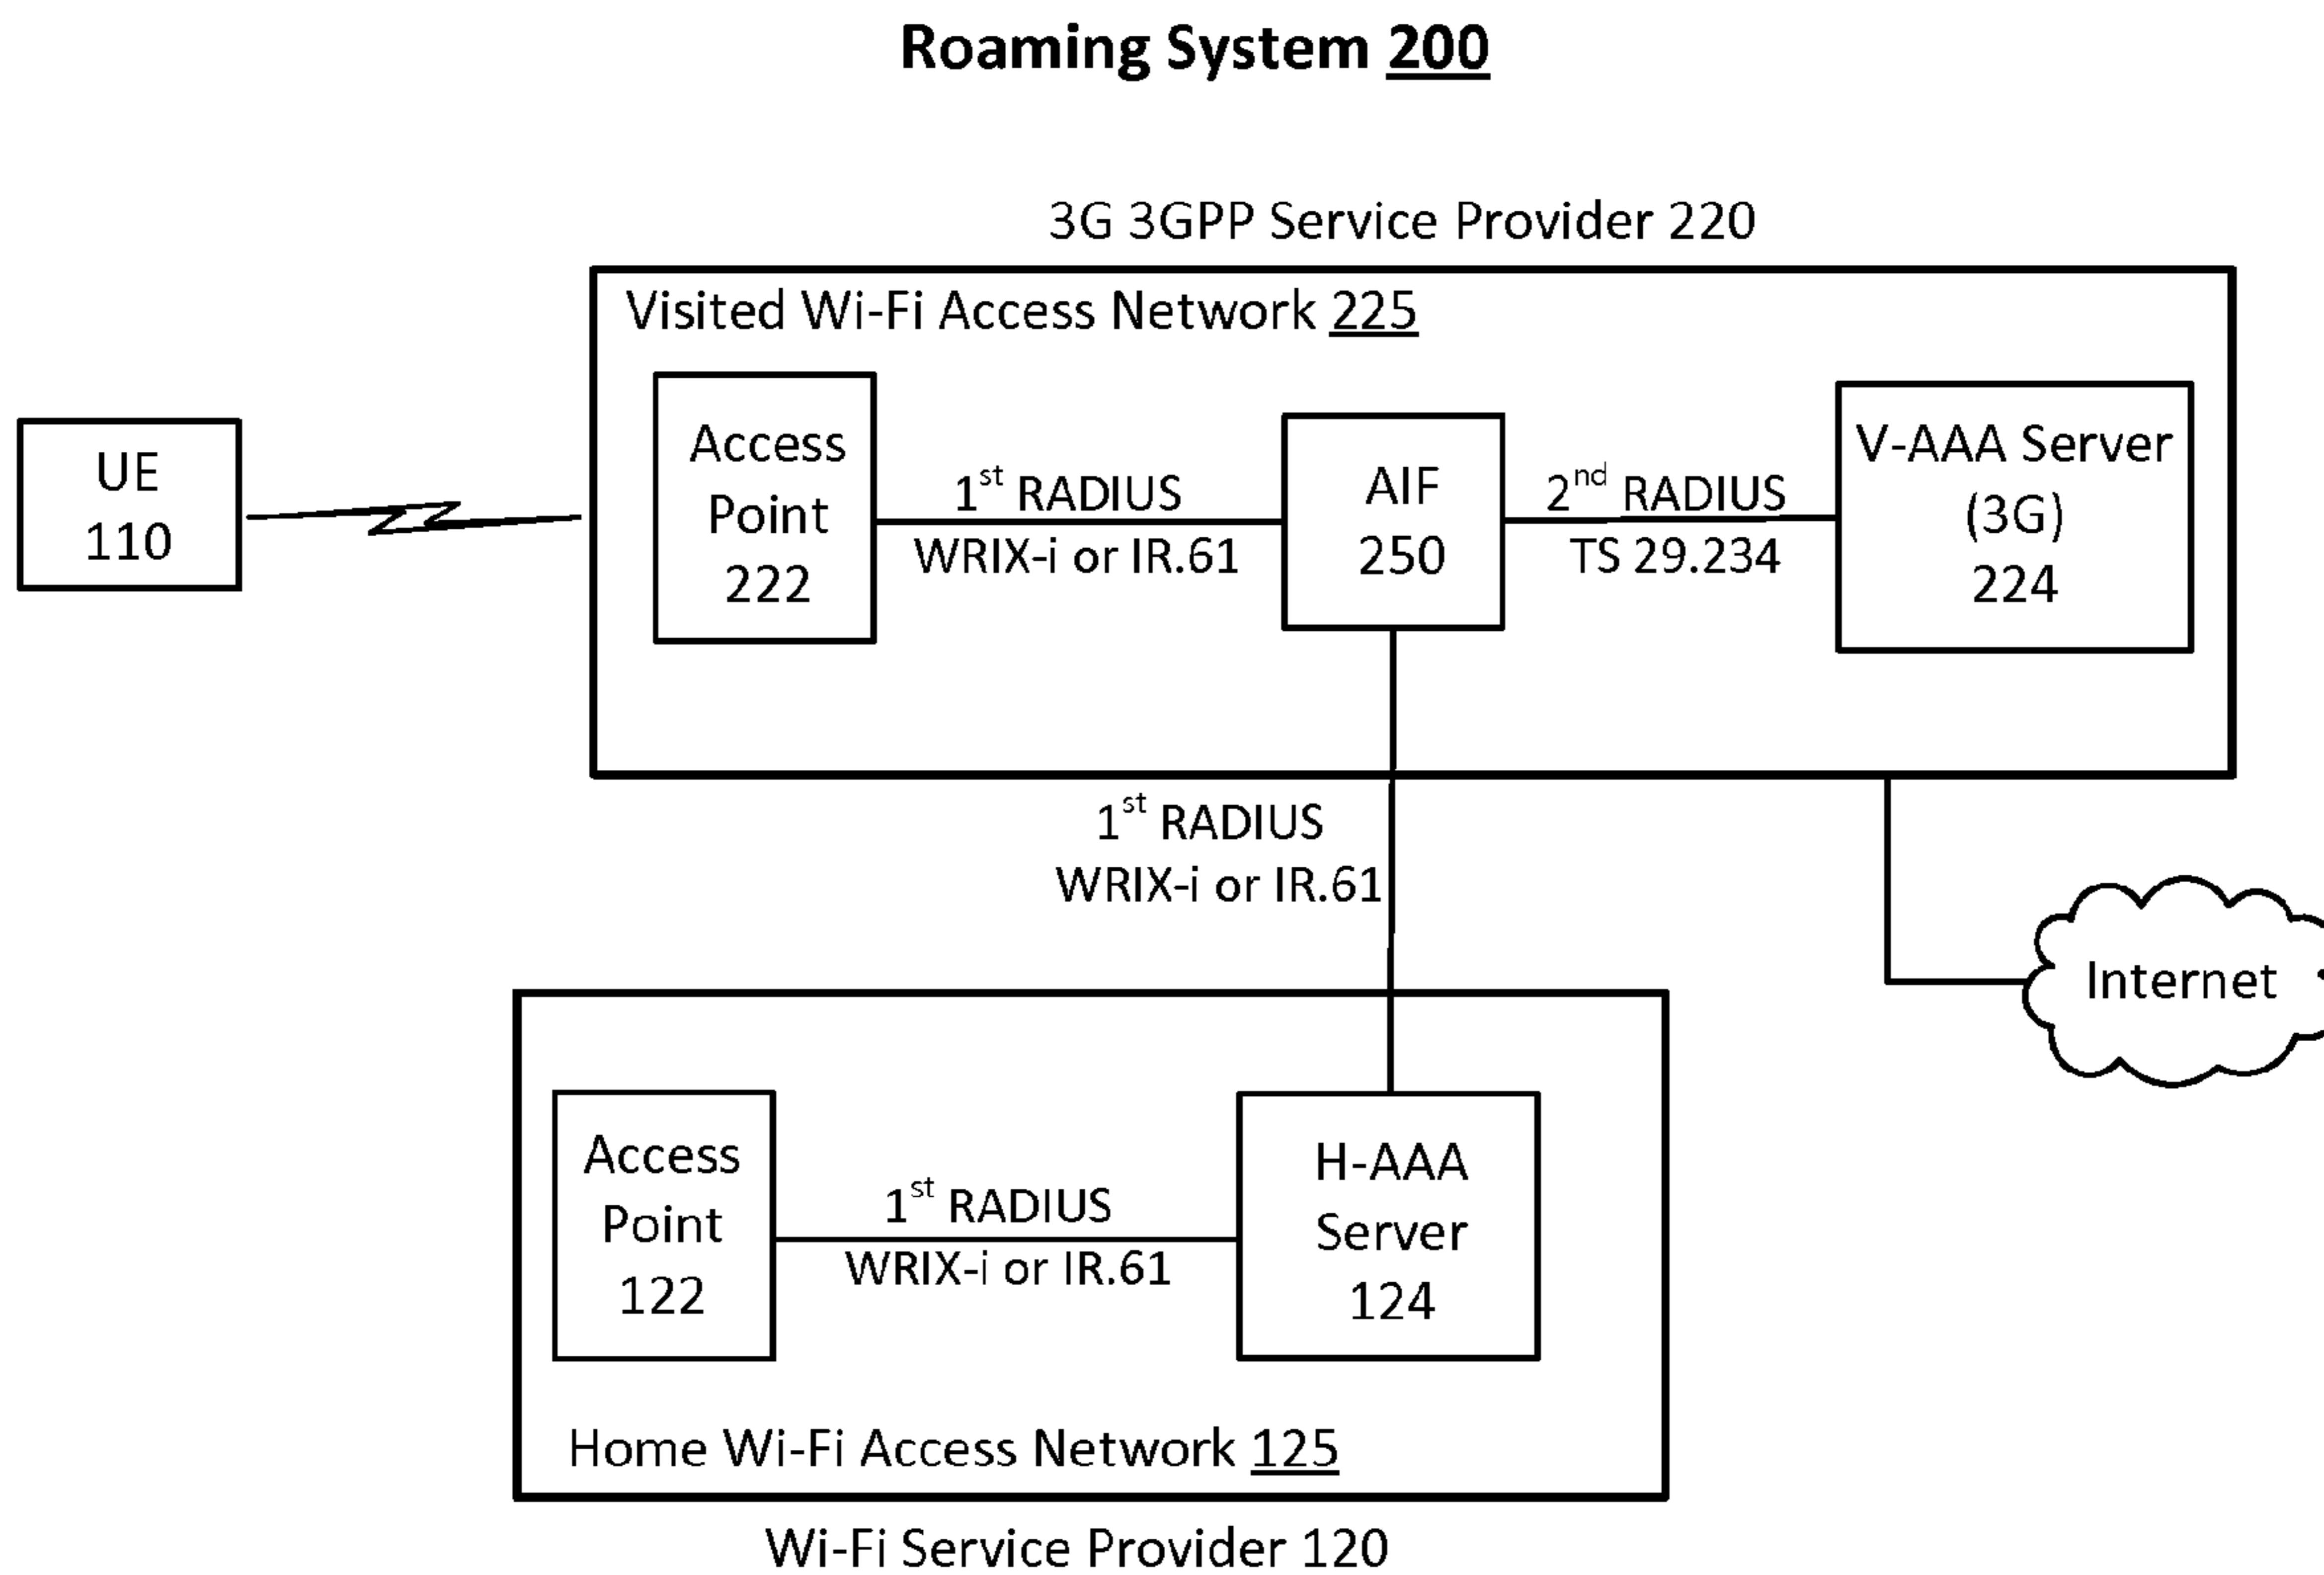 Roaming System 200
3G 3GPP Service Provider 220
Visited Wi-Fi Access Network 225
UE
110
Access
Point
222
1st RADIUS
WRIX-i or IR.61
AIF
250
2nd RADIUS
TS 29.234
V-AAA Server
(3G)
224
1st RADIUS
WRIX-i or IR.61
Internet
Access
Point
122
1st RADIUS
WRIX-i or IR.61
H-AAA
Server
124
Home Wi-Fi Access Network 125
Wi-Fi Service Provider 120